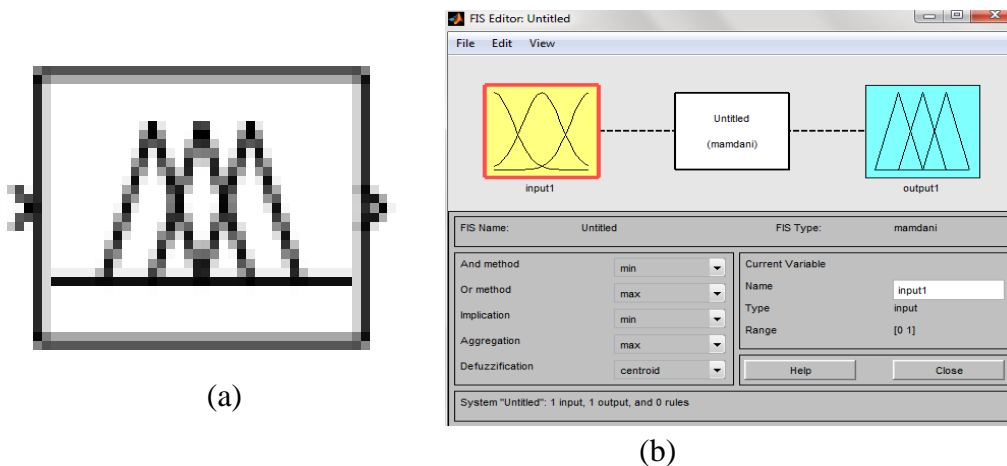 FIS Editor: Untitled
File Edit View
Untitled
(mamdani)
input1
output1
FIS Name: Untitled FIS Type: mamdani
And method min
Or method max
Implication min
Aggregation max
Defuzzification centroid
Current Variable
Name input1
Type input
Range [0 1]
Help Close
System "Untitled": 1 input, 1 output, and 0 rules
(a)
(b)